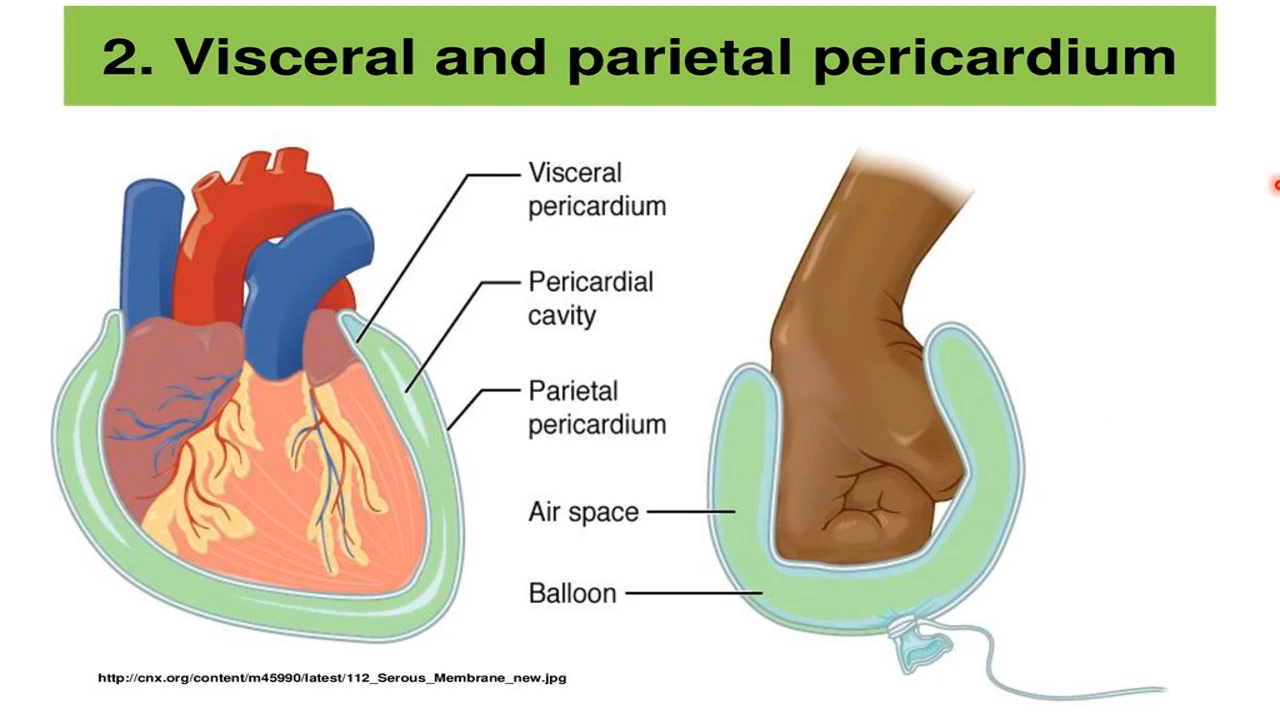 2. Visceral and parietal pericardium
Visceral
pericardium
Pericardial
cavity
Parietal
pericardium
Air space
Balloon
http://cnx.org/content/m45990/latest/112_Serous_Membrane_new.jpg